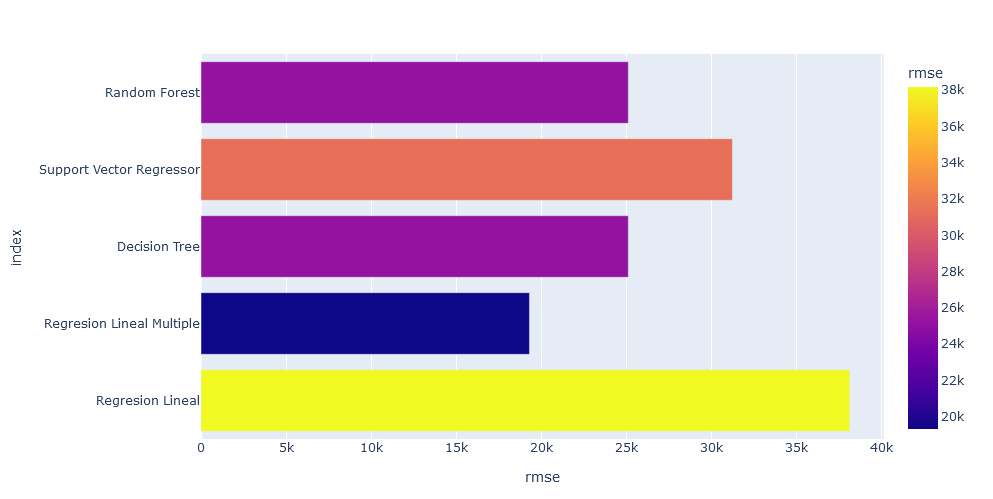 Random Forest
Support Vector Regressor
Decision Tree
Regresion Lineal Multiple
Regresion Lineal
index
0 5k 10k 15k 20k 25k 30k 35k 40k
rmse
rmse
38k
36k
34k
32k
30k
28k
26k
24k
22k
20k